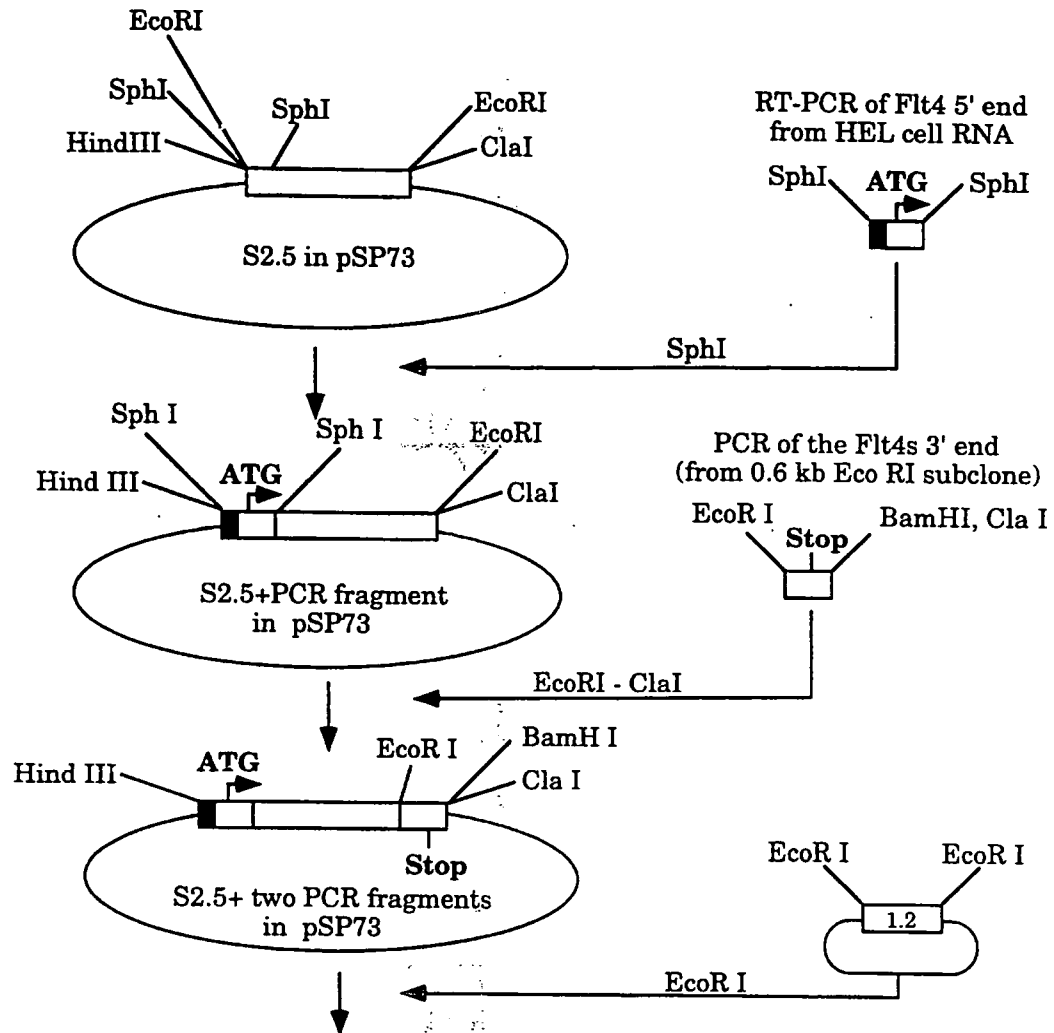 EcoRI
SphI
SphI
EcoRI
HindIII
ClaI
S2.5 in pSP73
RT-PCR of Flt4 5' end
from HEL cell RNA
SphI
ATG
SphI
SphI
Sph I
Sph I
EcoRI
ATG
Hind III
ClaI
S2.5+PCR fragment
in pSP73
PCR of the Flt4s 3' end
(from 0.6 kb Eco RI subclone)
EcoR I
BamHI, Cla I
Stop
EcoRI - ClaI
BamH I
EcoR I
ATG
Hind III
Cla I
Stop
S2.5+ two PCR fragments
in pSP73
EcoR I
EcoR I
1.2
EcoR I